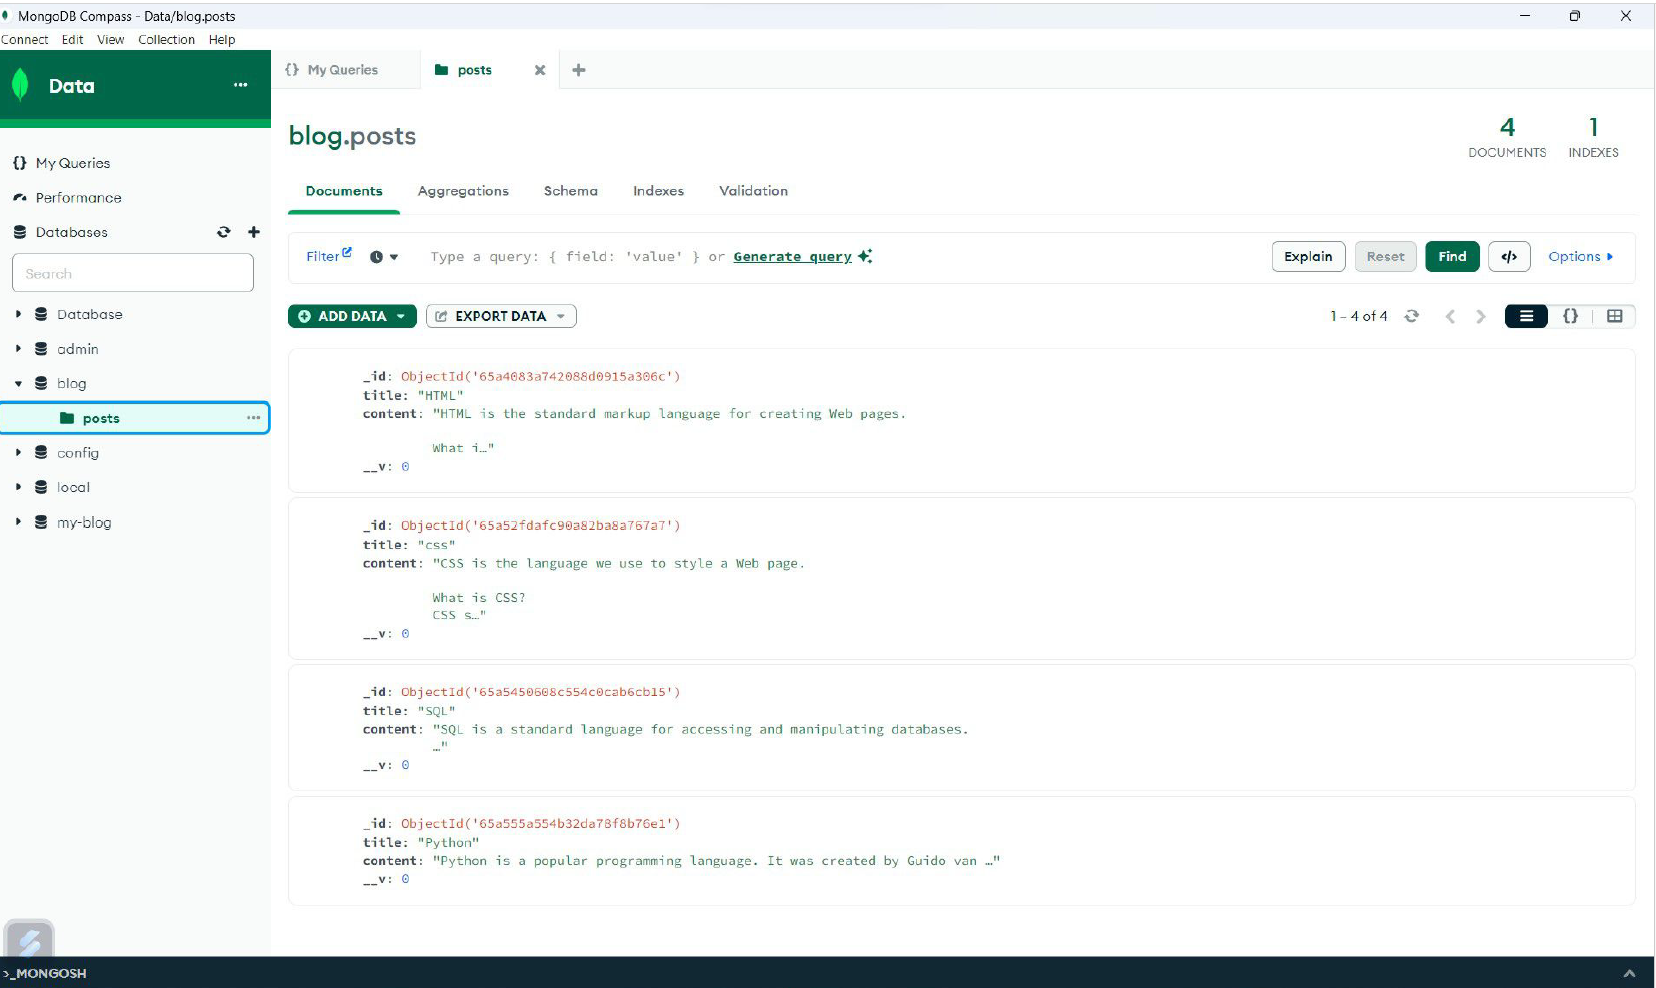 MongoDB Compass - Data/blog.posts
Connect Edit View Collection Help
Data
My Queries
Performance
Databases
Search
Database
admin
blog
posts
config
local
my-blog
{} My Queries
posts
blog.posts
4
DOCUMENTS
1
INDEXES
Documents Aggregations Schema Indexes Validation
Filter
Type a query: { field: 'value' } or Generate query
Explain Reset Find </> Options
ADD DATA EXPORT DATA
1 – 4 of 4
_id: ObjectId('65a4083a742088d0915a306c')
title: "HTML"
content: "HTML is the standard markup language for creating Web pages.
What i…"
__v: 0
_id: ObjectId('65a52fdafc90a82ba8a767a7')
title: "css"
content: "CSS is the language we use to style a Web page.
What is CSS?
CSS s…"
__v: 0
_id: ObjectId('65a5450608c554c0cab6cb15')
title: "SQL"
content: "SQL is a standard language for accessing and manipulating databases.
…"
__v: 0
_id: ObjectId('65a555a554b32da78f8b76e1')
title: "Python"
content: "Python is a popular programming language. It was created by Guido van …"
__v: 0
>_MONGOSH